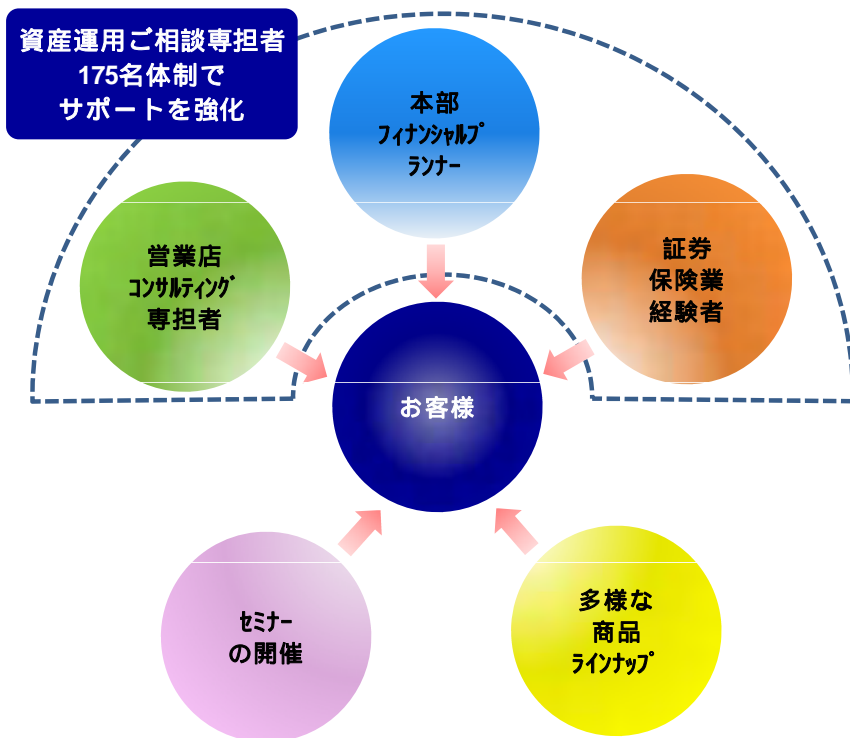 資産運用ご相談専担者
175名体制で
サポートを強化
本部
ﾌｨﾅﾝｼｬﾙﾌﾟ
ﾗﾝﾅｰ
営業店
ｺﾝｻﾙﾃｨﾝｸﾞ
専担者
証券
保険業
経験者
お客様
ｾﾐﾅｰ
の開催
多様な
商品
ﾗｲﾝﾅｯﾌﾟ